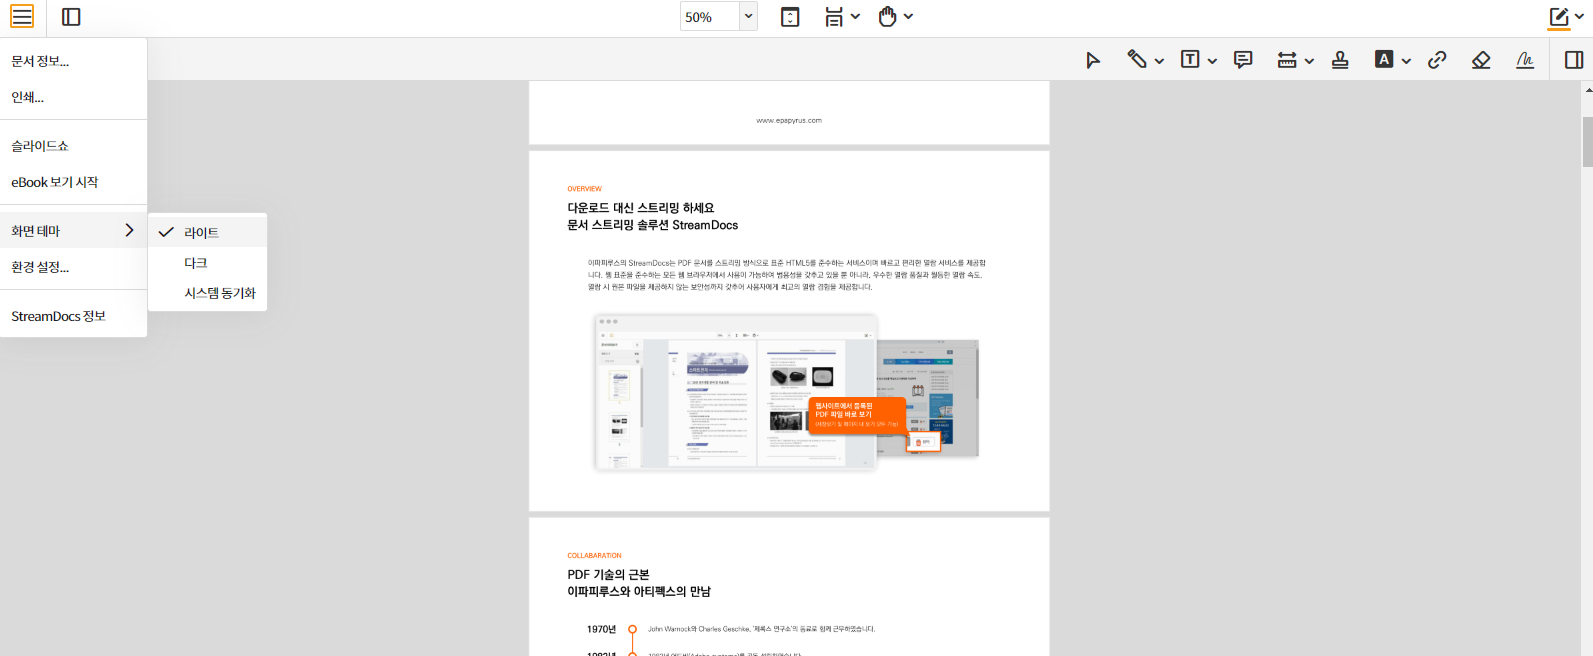 50%
T
A
문서 정보...
인쇄...
슬라이드쇼
eBook 보기 시작
화면 테마
환경 설정...
StreamDocs 정보
라이트
다크
시스템 동기화
www.epapyrus.com
OVERVIEW
다운로드 대신 스트리밍 하세요
문서 스트리밍 솔루션 StreamDocs
이파피루스의 StreamDocs는 PDF 문서를 스트리밍 방식으로 표준 HTML5를 준수하는 서비스이며 빠르고 편리한 열람 서비스를 제공합
니다. 웹 표준을 준수하는 모든 웹 브라우저에서 사용이 가능하여 범용성을 갖추고 있을 뿐 아니라, 우수한 열람 품질과 월등한 열람 속도,
열람 시 원본 파일을 제공하지 않는 보안성까지 갖추어 사용자에게 최고의 열람 경험을 제공합니다.
웹사이트에서 등록된
PDF 파일 바로 보기
COLLABARATION
PDF 기술의 근본
이파피루스와 아티펙스의 만남
1970년
John Warnock와 Charles Geschke, '제록스 연구소'의 동료로 함께 근무하였습니다.